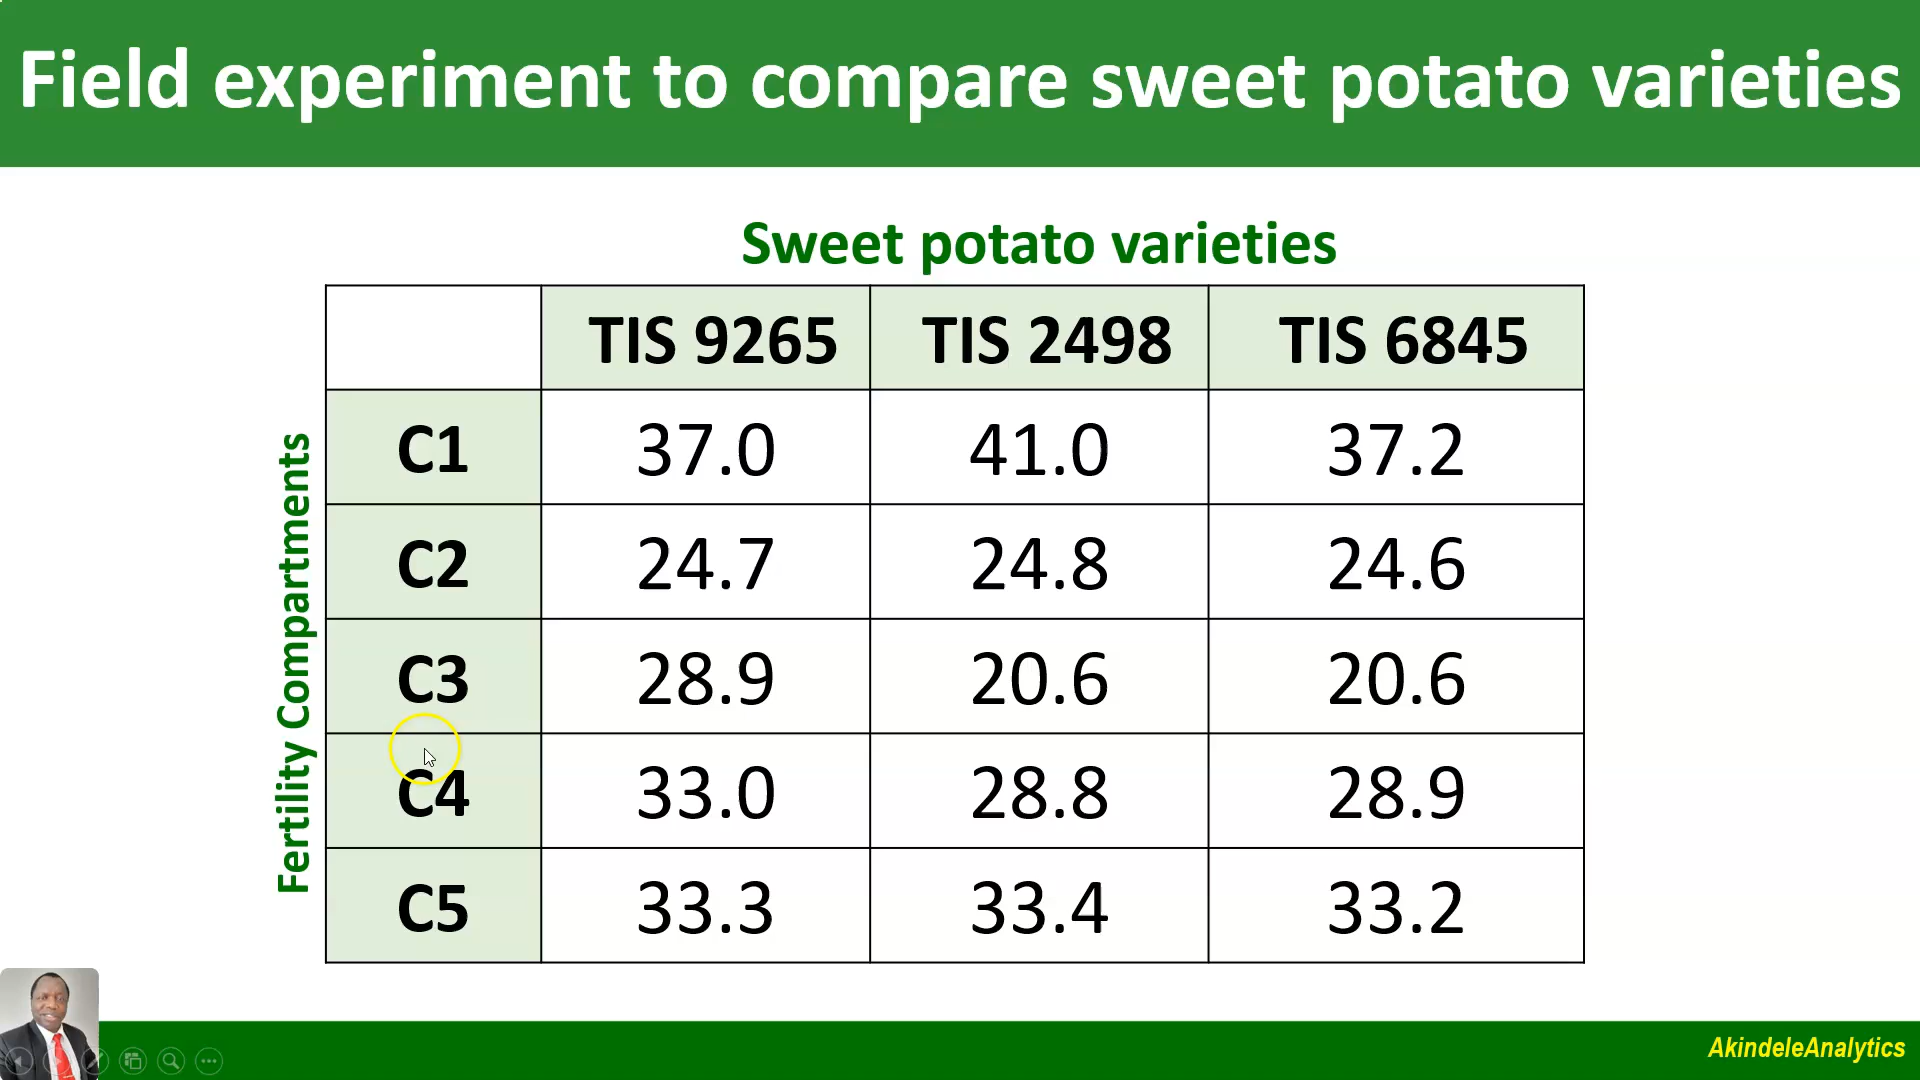 Field experiment to compare sweet potato varieties
Sweet potato varieties
Fertility Compartments
TIS 9265 TIS 2498 TIS 6845
C1 37.0 41.0 37.2
C2 24.7 24.8 24.6
C3 28.9 20.6 20.6
C4 33.0 28.8 28.9
C5 33.3 33.4 33.2
AkindeleAnalytics